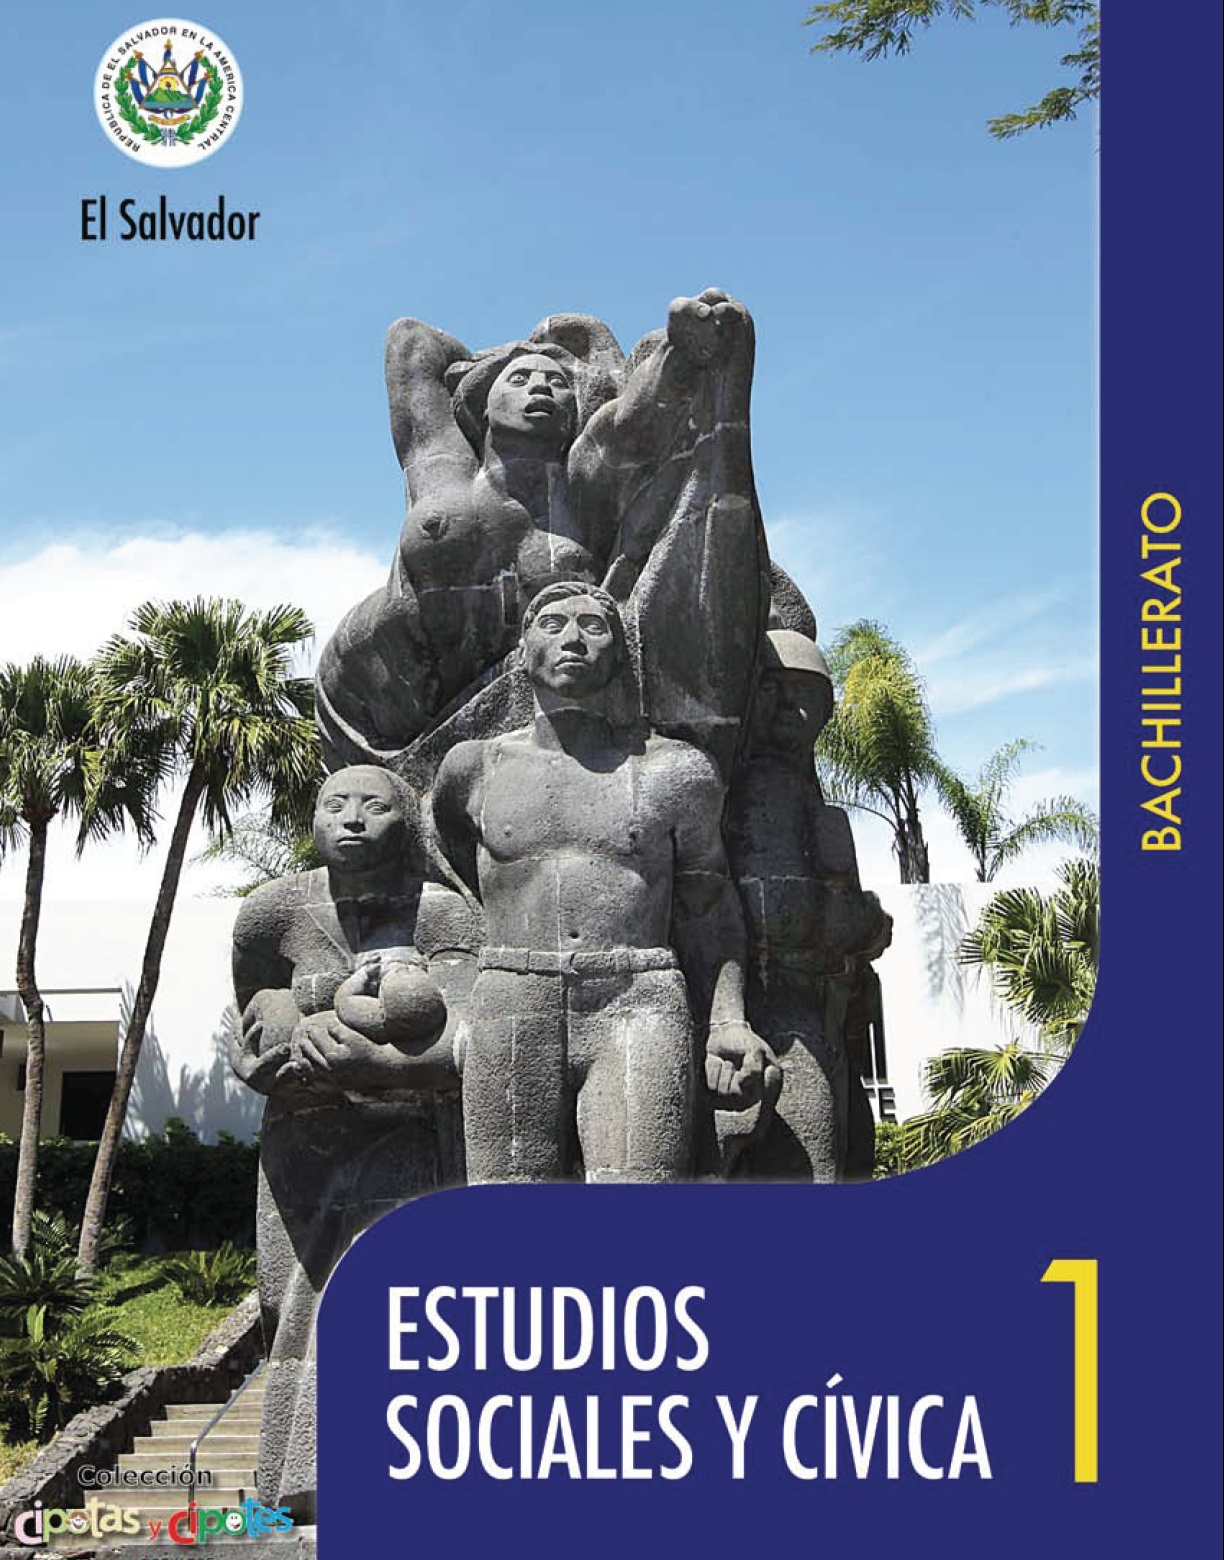 REPUBLICA DE EL SALVADOR EN LA AMERICA CENTRAL
El Salvador
BACHILLERATO
ESTUDIOS
SOCIALES Y CÍVICA
1
Colección
cipotas y cipotes